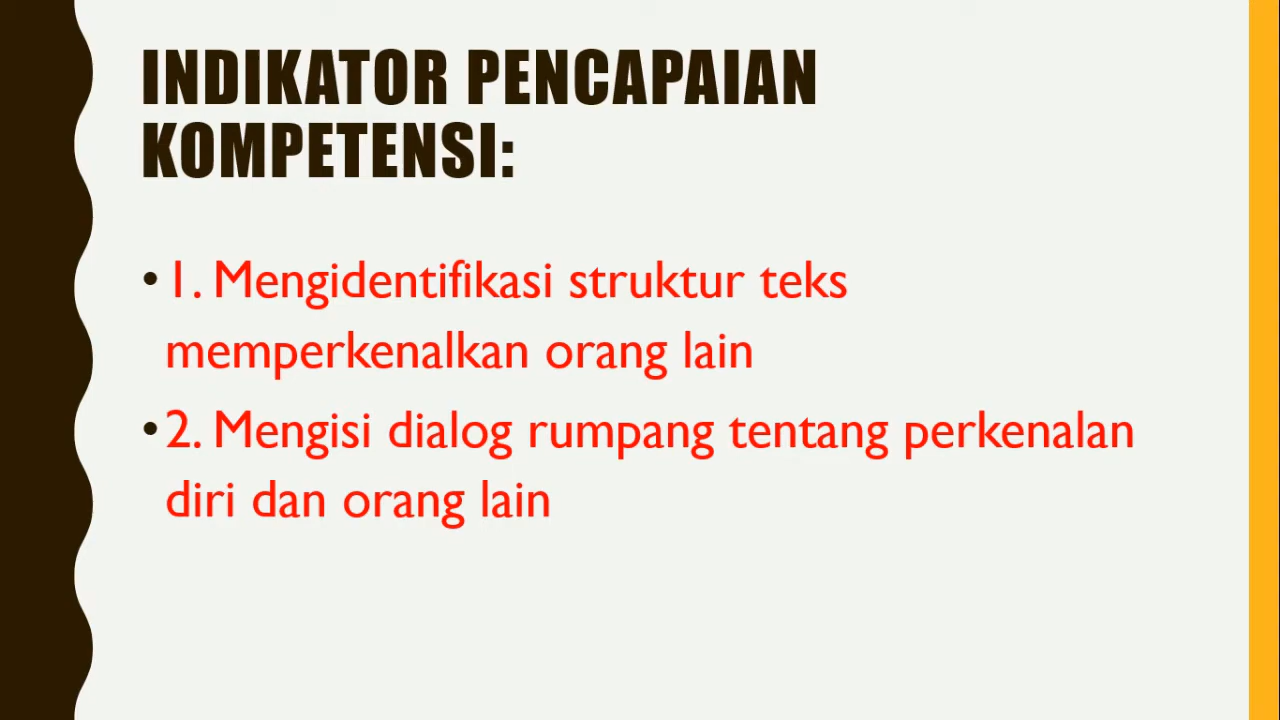 INDIKATOR PENCAPAIAN
KOMPETENSI:
• 1. Mengidentifikasi struktur teks
memperkenalkan orang lain
• 2. Mengisi dialog rumpang tentang perkenalan
diri dan orang lain